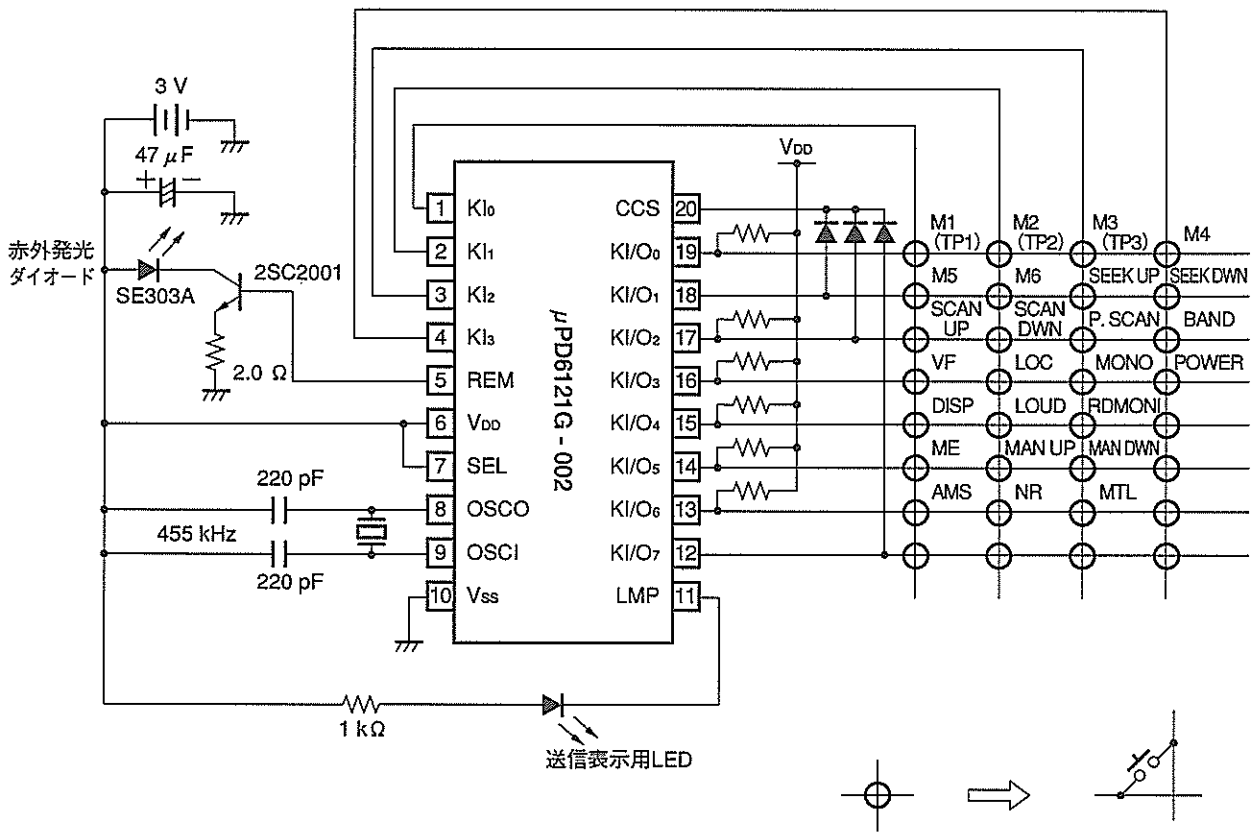 3 V
47 μF
+ −
赤外発光
ダイオード
SE303A
2SC2001
2.0 Ω
220 pF
455 kHz
220 pF
1 kΩ
送信表示用LED
μPD6121G - 002
1 KI0
2 KI1
3 KI2
4 KI3
5 REM
6 VDD
7 SEL
8 OSCO
9 OSCI
10 VSS
CCS 20
KI/O0 19
KI/O1 18
KI/O2 17
KI/O3 16
KI/O4 15
KI/O5 14
KI/O6 13
KI/O7 12
LMP 11
VDD
M1 (TP1) M2 (TP2) M3 (TP3) M4
M5 M6 SEEK UP SEEK DWN
SCAN UP SCAN DWN P. SCAN BAND
VF LOC MONO POWER
DISP LOUD RDMONI
ME MAN UP MAN DWN
AMS NR MTL